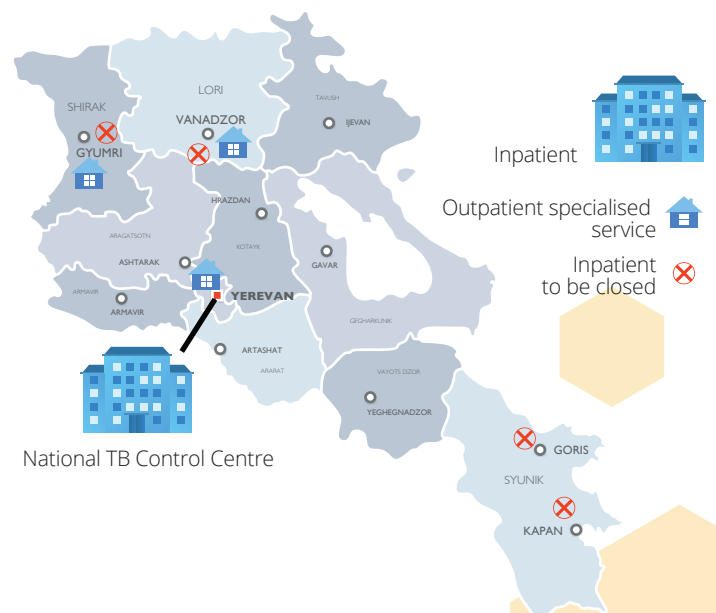 SHIRAK
LORI
TAVUSH
VANADZOR
IJEVAN
GYUMRI
HRAZDAN
ARAGATSOTN
KOTAYK
ASHTARAK
GAVAR
ARMAVIR
YEREVAN
ARMAVIR
GEGHARKUNIK
ARTASHAT
ARARAT
VAYOTS DZOR
YEGHEGNADZOR
GORIS
SYUNIK
KAPAN
National TB Control Centre
Inpatient
Outpatient specialised
service
Inpatient
to be closed